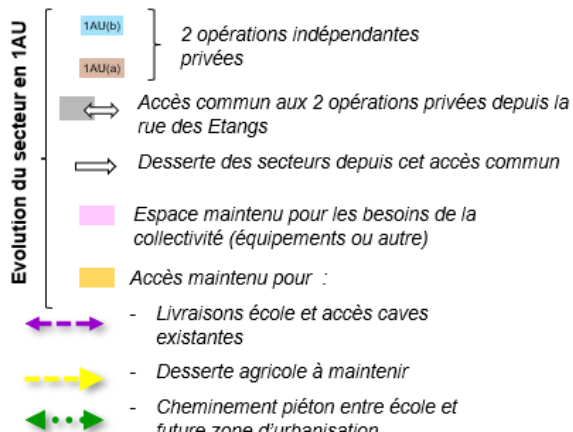 Evolution du secteur en 1AU
1AU(b)
1AU(a)
2 opérations indépendantes
privées
Accès commun aux 2 opérations privées depuis la
rue des Etangs
Desserte des secteurs depuis cet accès commun
Espace maintenu pour les besoins de la
collectivité (équipements ou autre)
Accès maintenu pour :
- Livraisons école et accès caves
existantes
- Desserte agricole à maintenir
- Cheminement piéton entre école et
future zone d'urbanisation